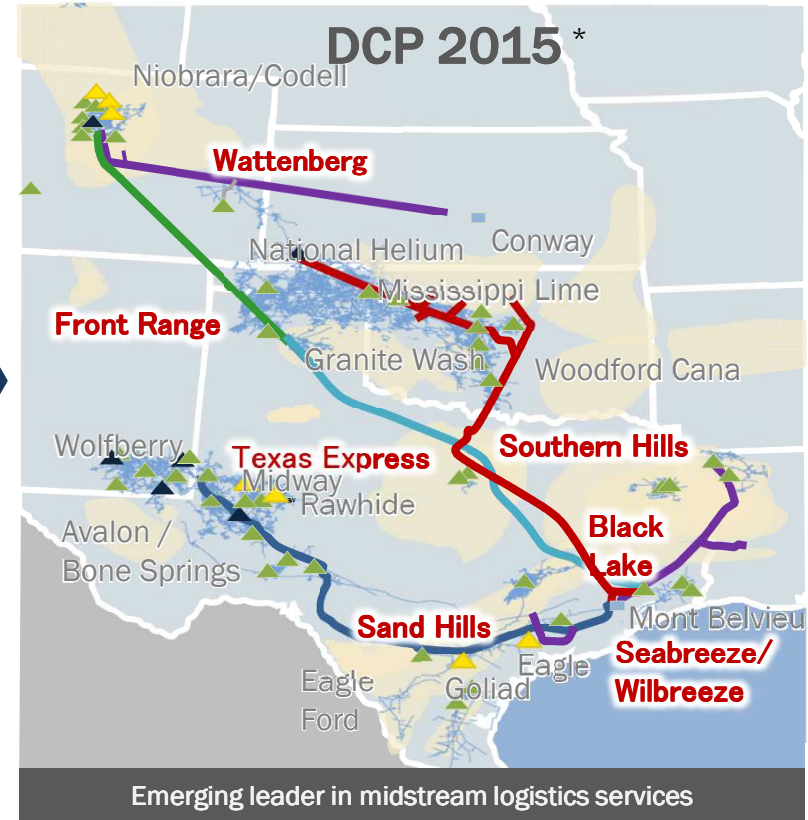 DCP 2015 *
Niobrara/Codell
Wattenberg
National Helium
Conway
Mississippi Lime
Front Range
Granite Wash
Woodford Cana
Wolfberry
Texas Express
Southern Hills
Midway
Rawhide
Avalon /
Bone Springs
Black
Lake
Sand Hills
Mont Belvieu
Eagle
Seabreeze/
Wilbreeze
Eagle
Ford
Goliad
Emerging leader in midstream logistics services